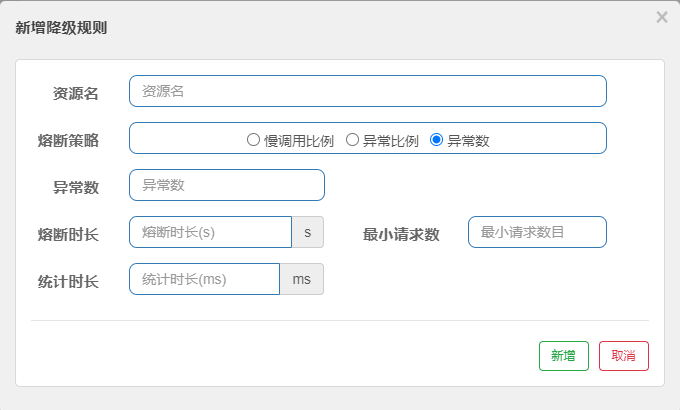 新增降级规则
×
资源名 资源名
熔断策略 慢调用比例 异常比例 异常数
异常数 异常数
熔断时长 熔断时长(s) s 最小请求数 最小请求数目
统计时长 统计时长(ms) ms
新增 取消